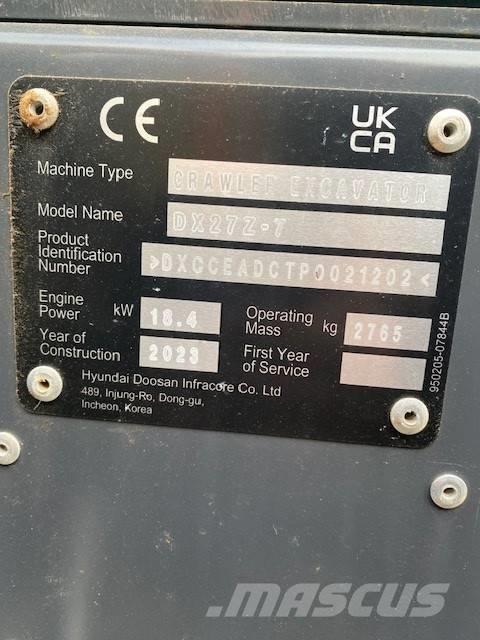 CE
UK
CA
Machine Type CRAWLER EXCAVATOR
Model Name DX27Z-7
Product
Identification
Number >DXCCEADCTP0021202<
Engine
Power kW 18.4
Operating
Mass kg 2765
Year of
Construction 2023
First Year
of Service
Hyundai Doosan Infracore Co. Ltd
489, Injung-Ro, Dong-gu,
Incheon, Korea
950205-07844B
MASCUS